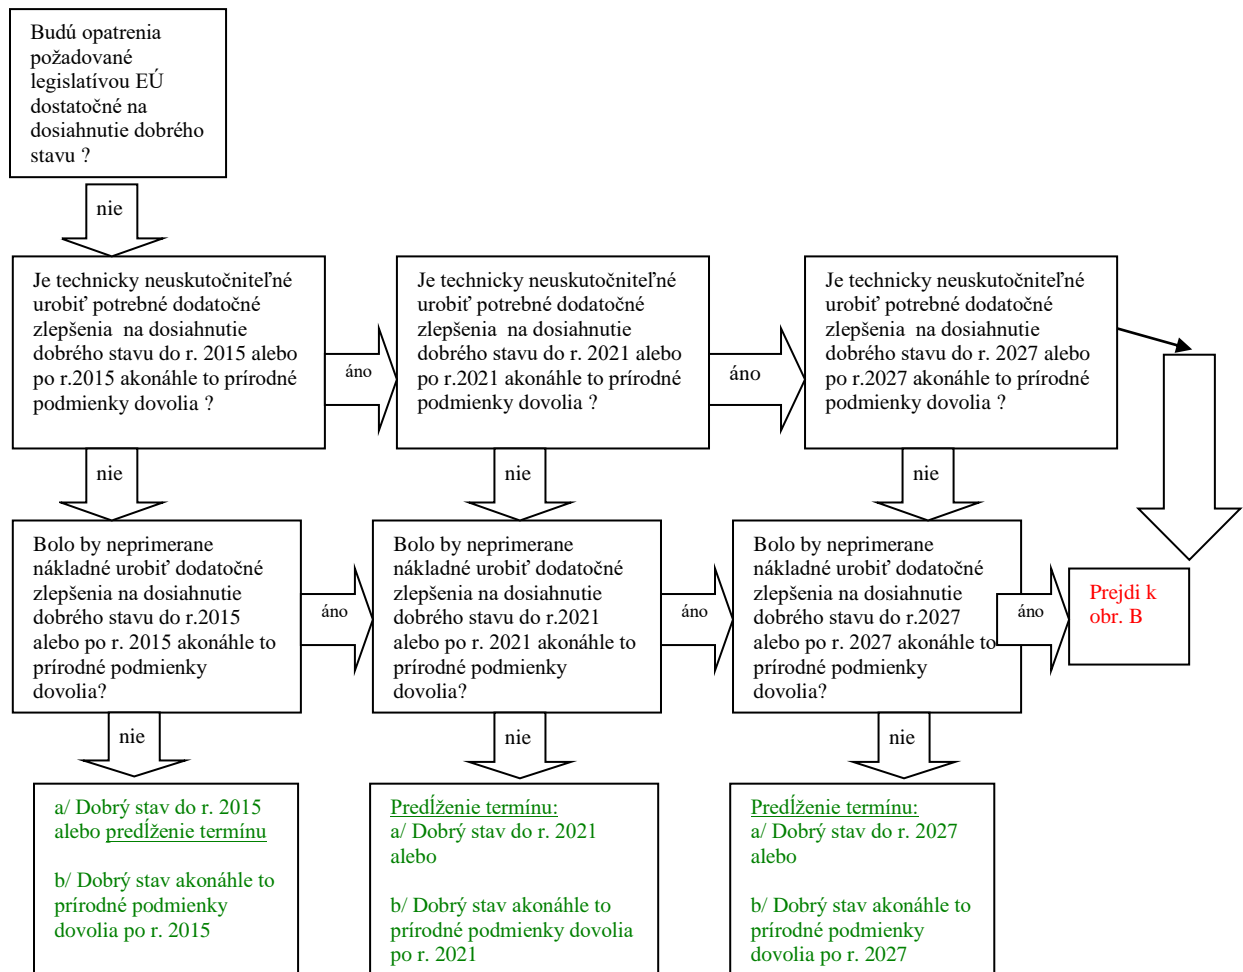 Budú opatrenia
požadované
legislatívou EÚ
dostatočné na
dosiahnutie dobrého
stavu ?
nie
Je technicky neuskutočniteľné
urobiť potrebné dodatočné
zlepšenia na dosiahnutie
dobrého stavu do r. 2015 alebo
po r.2015 akonáhle to prírodné
podmienky dovolia ?
áno
Je technicky neuskutočniteľné
urobiť potrebné dodatočné
zlepšenia na dosiahnutie
dobrého stavu do r. 2021 alebo
po r.2021 akonáhle to prírodné
podmienky dovolia ?
áno
Je technicky neuskutočniteľné
urobiť potrebné dodatočné
zlepšenia na dosiahnutie
dobrého stavu do r. 2027 alebo
po r.2027 akonáhle to prírodné
podmienky dovolia ?
nie
nie
nie
Bolo by neprimerane
nákladné urobiť dodatočné
zlepšenia na dosiahnutie
dobrého stavu do r.2015
alebo po r. 2015 akonáhle to
prírodné podmienky
dovolia?
áno
Bolo by neprimerane
nákladné urobiť dodatočné
zlepšenia na dosiahnutie
dobrého stavu do r.2021
alebo po r. 2021 akonáhle to
prírodné podmienky
dovolia?
áno
Bolo by neprimerane
nákladné urobiť dodatočné
zlepšenia na dosiahnutie
dobrého stavu do r.2027
alebo po r. 2027 akonáhle to
prírodné podmienky
dovolia?
áno
Prejdi k
obr. B
nie
nie
nie
a/ Dobrý stav do r. 2015
alebo predĺženie termínu
b/ Dobrý stav akonáhle to
prírodné podmienky
dovolia po r. 2015
Predĺženie termínu:
a/ Dobrý stav do r. 2021
alebo
b/ Dobrý stav akonáhle to
prírodné podmienky dovolia
po r. 2021
Predĺženie termínu:
a/ Dobrý stav do r. 2027
alebo
b/ Dobrý stav akonáhle to
prírodné podmienky
dovolia po r. 2027